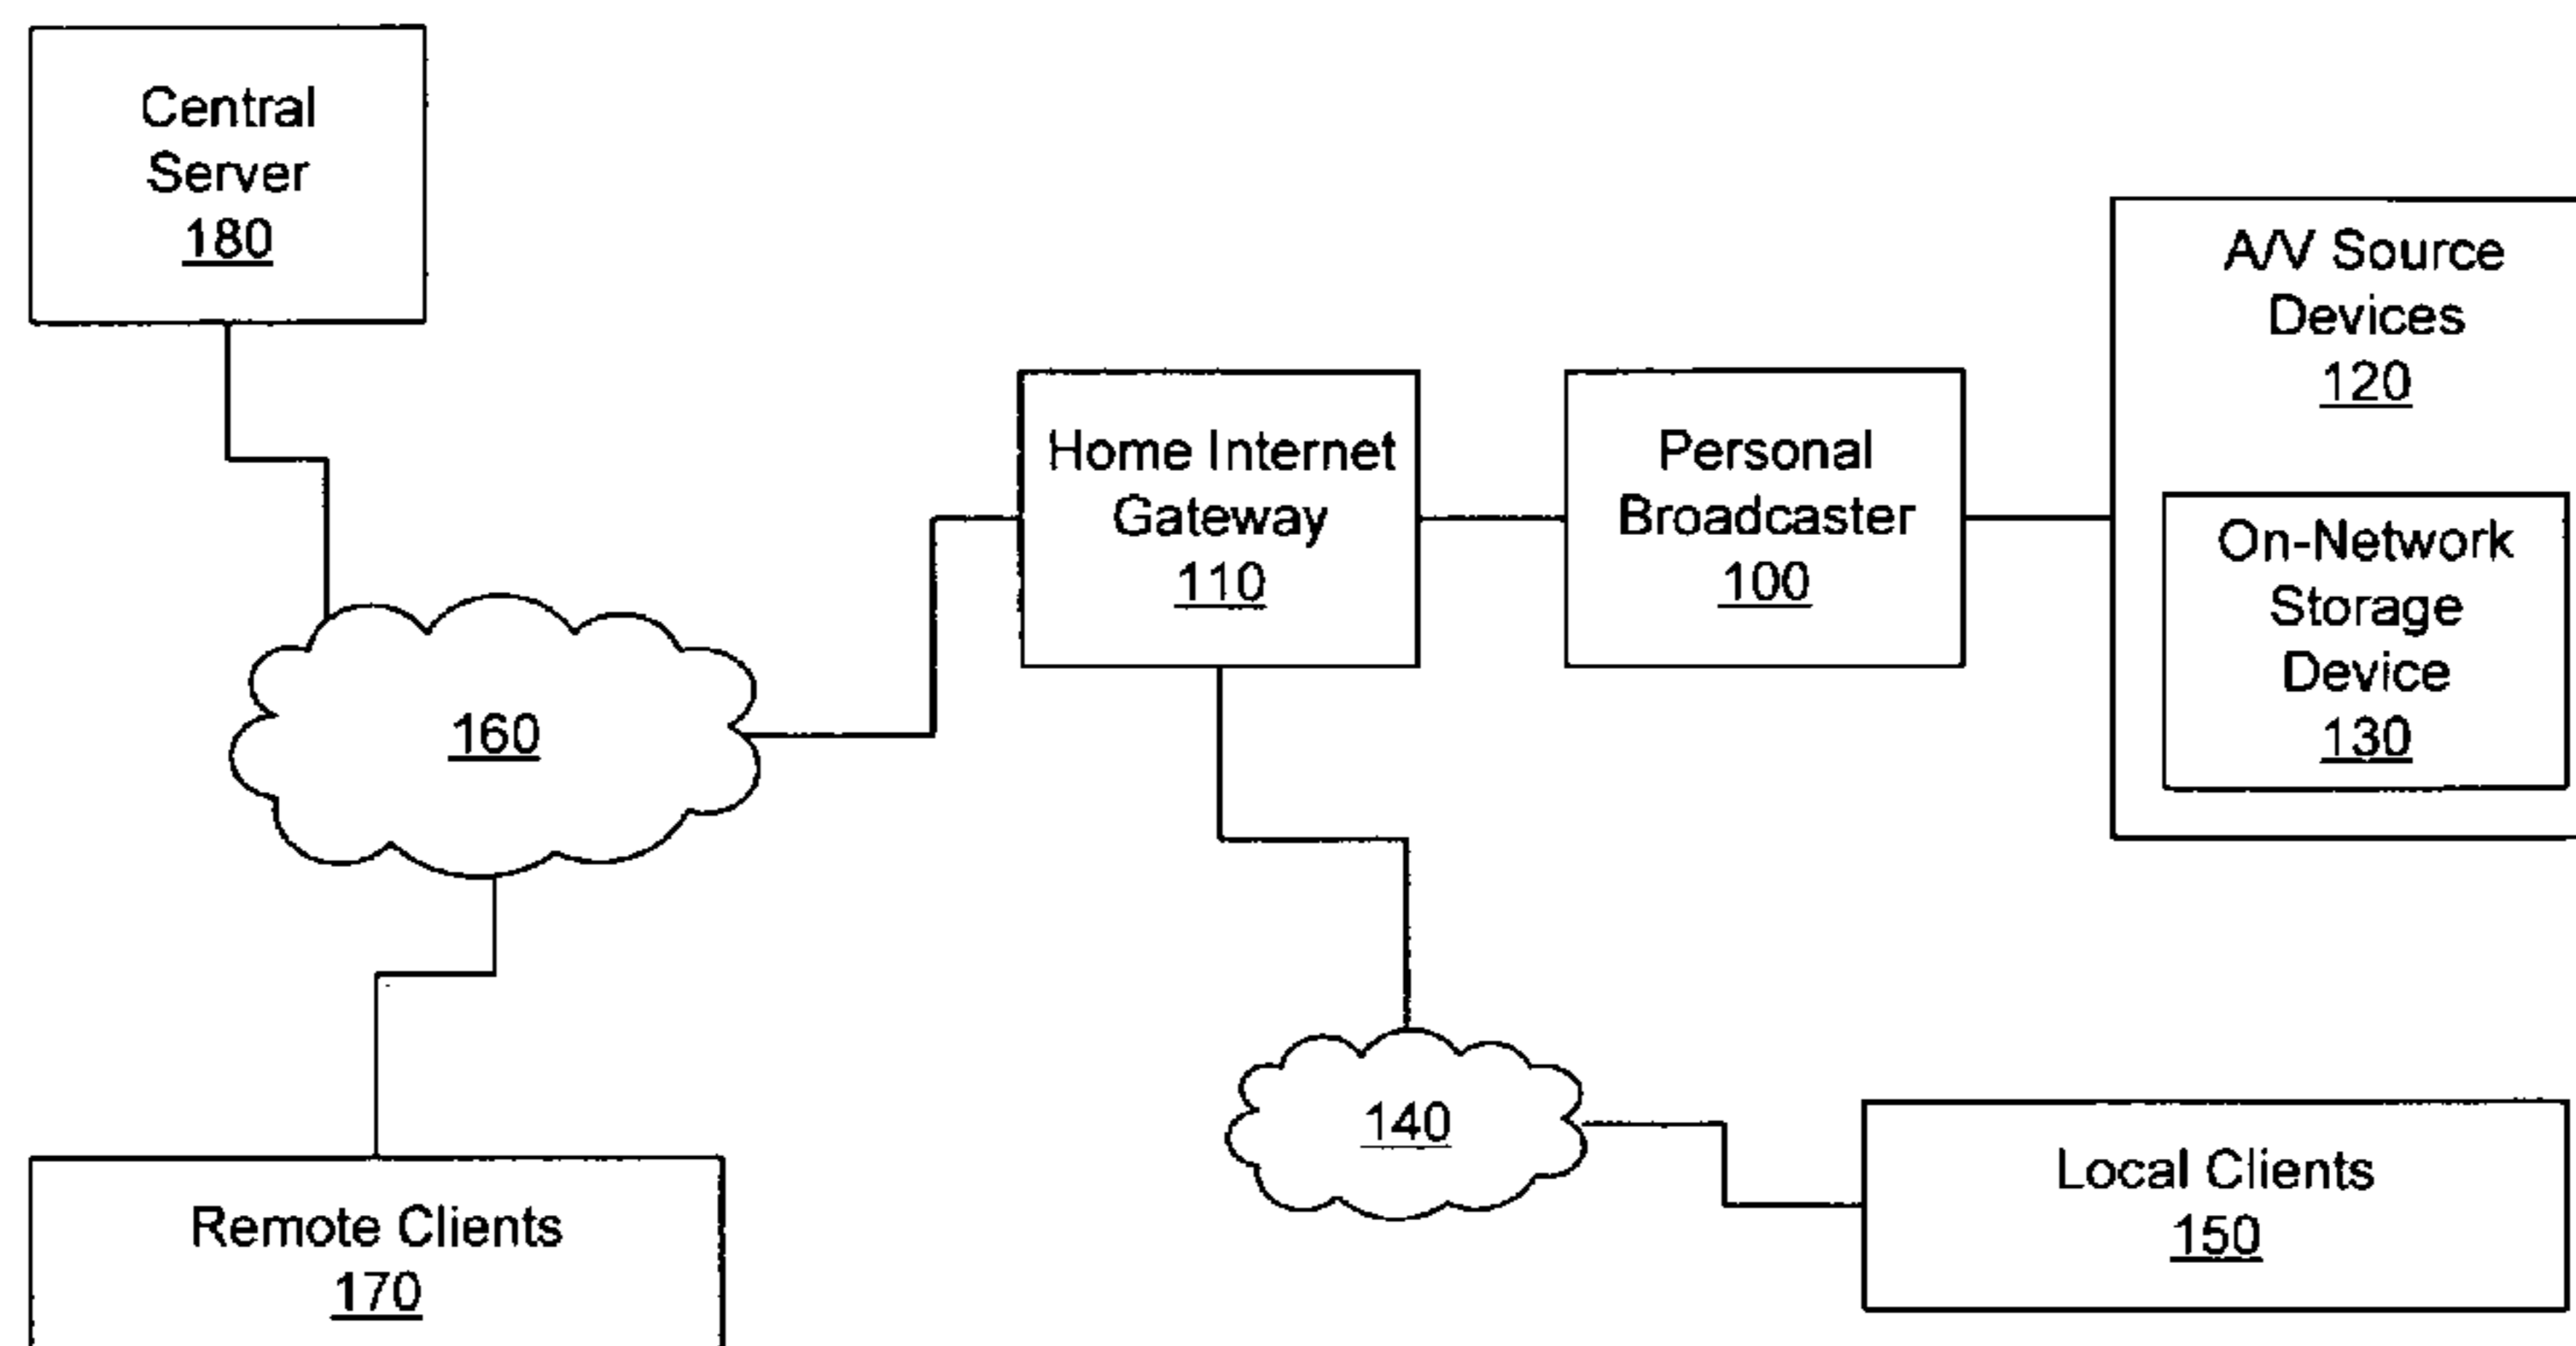 Central
Server
180
A/V Source
Devices
120
Home Internet
Gateway
110
Personal
Broadcaster
100
On-Network
Storage
Device
130
160
140
Local Clients
150
Remote Clients
170